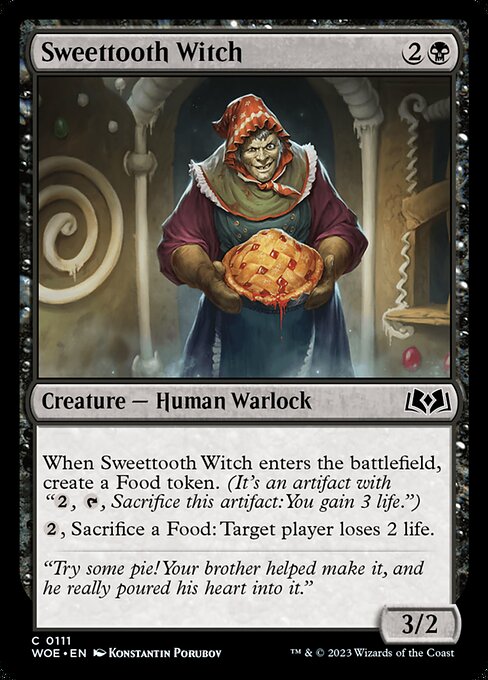 Sweettooth Witch 2
Creature — Human Warlock
When Sweettooth Witch enters the battlefield,
create a Food token. (It's an artifact with
“2, , Sacrifice this artifact: You gain 3 life.”)
2, Sacrifice a Food: Target player loses 2 life.
“Try some pie! Your brother helped make it, and
he really poured his heart into it.”
3/2
C 0111
WOE • EN Konstantin Porubov
™ & © 2023 Wizards of the Coast